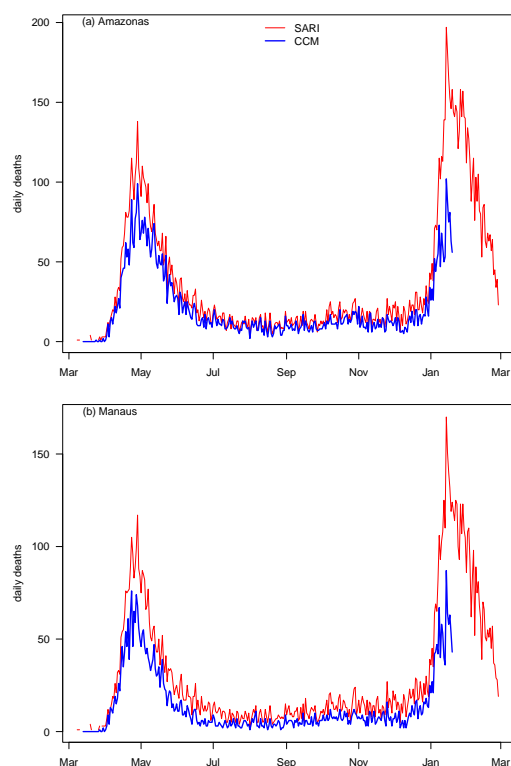 (a) Amazonas
SARI
CCM
daily deaths
200
150
100
50
0
Mar May Jul Sep Nov Jan Mar
(b) Manaus
daily deaths
150
100
50
0
Mar May Jul Sep Nov Jan Mar